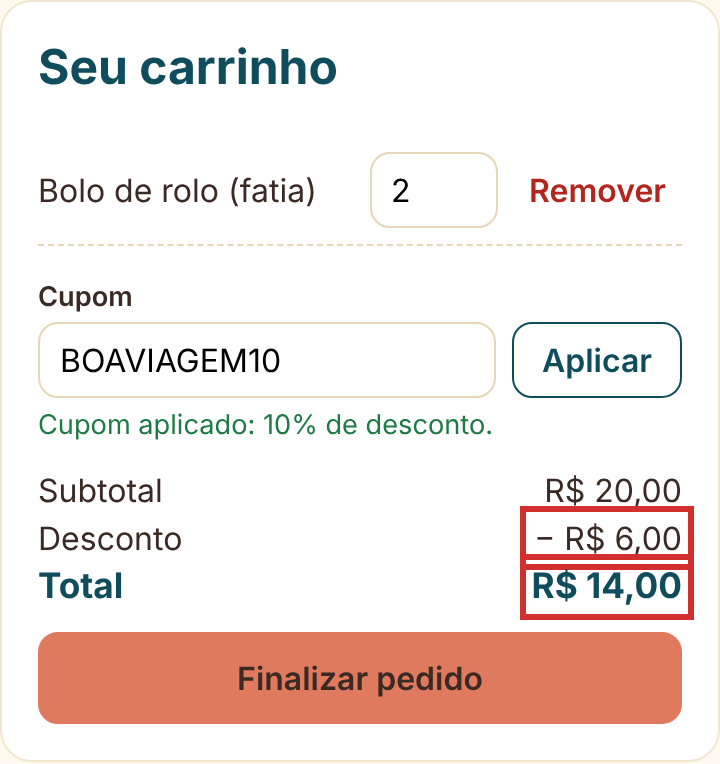 Seu carrinho
Bolo de rolo (fatia) 2 Remover
Cupom
BOAVIAGEM10 Aplicar
Cupom aplicado: 10% de desconto.
Subtotal R$ 20,00
Desconto − R$ 6,00
Total R$ 14,00
Finalizar pedido